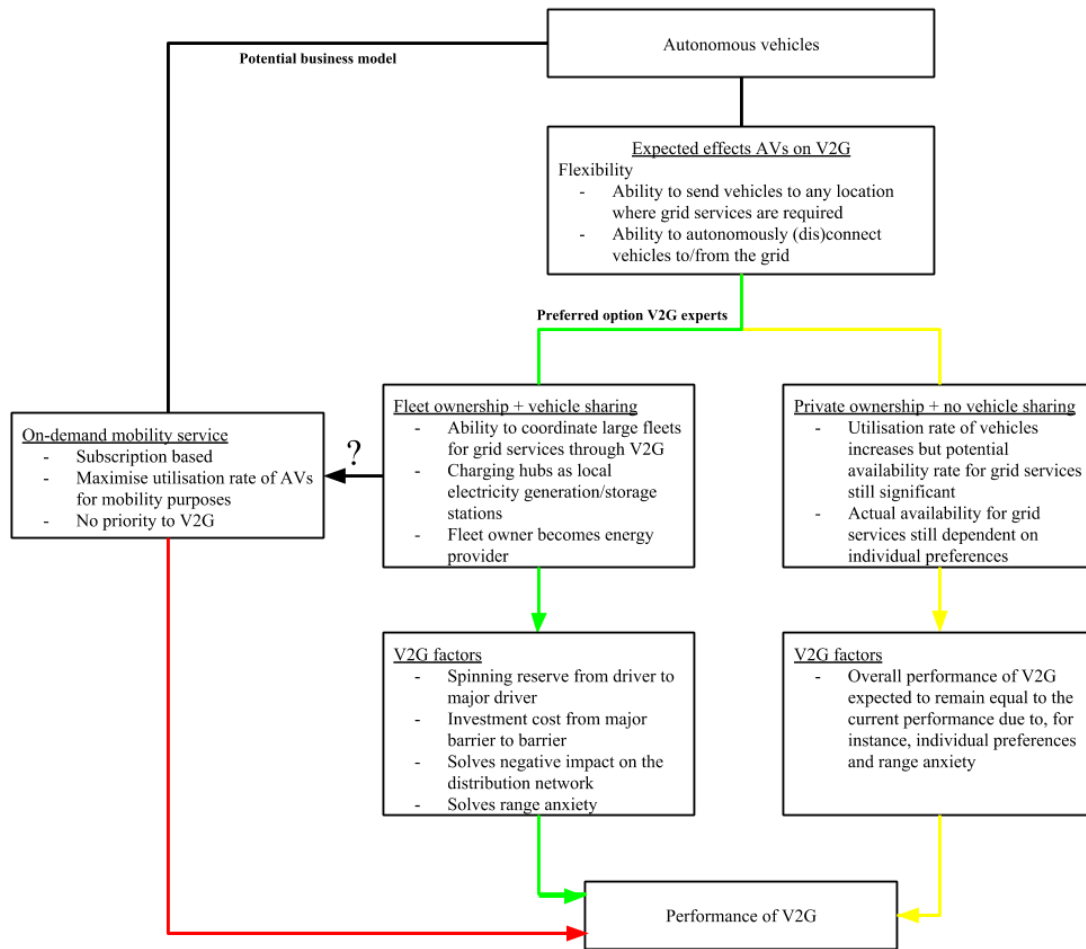 Autonomous vehicles
Potential business model
Expected effects AVs on V2G
Flexibility
- Ability to send vehicles to any location
where grid services are required
- Ability to autonomously (dis)connect
vehicles to/from the grid
Preferred option V2G experts
On-demand mobility service
- Subscription based
- Maximise utilisation rate of AVs
for mobility purposes
- No priority to V2G
?
Fleet ownership + vehicle sharing
- Ability to coordinate large fleets
for grid services through V2G
- Charging hubs as local
electricity generation/storage
stations
- Fleet owner becomes energy
provider
Private ownership + no vehicle sharing
- Utilisation rate of vehicles
increases but potential
availability rate for grid services
still significant
- Actual availability for grid
services still dependent on
individual preferences
V2G factors
- Spinning reserve from driver to
major driver
- Investment cost from major
barrier to barrier
- Solves negative impact on the
distribution network
- Solves range anxiety
V2G factors
- Overall performance of V2G
expected to remain equal to the
current performance due to, for
instance, individual preferences
and range anxiety
Performance of V2G